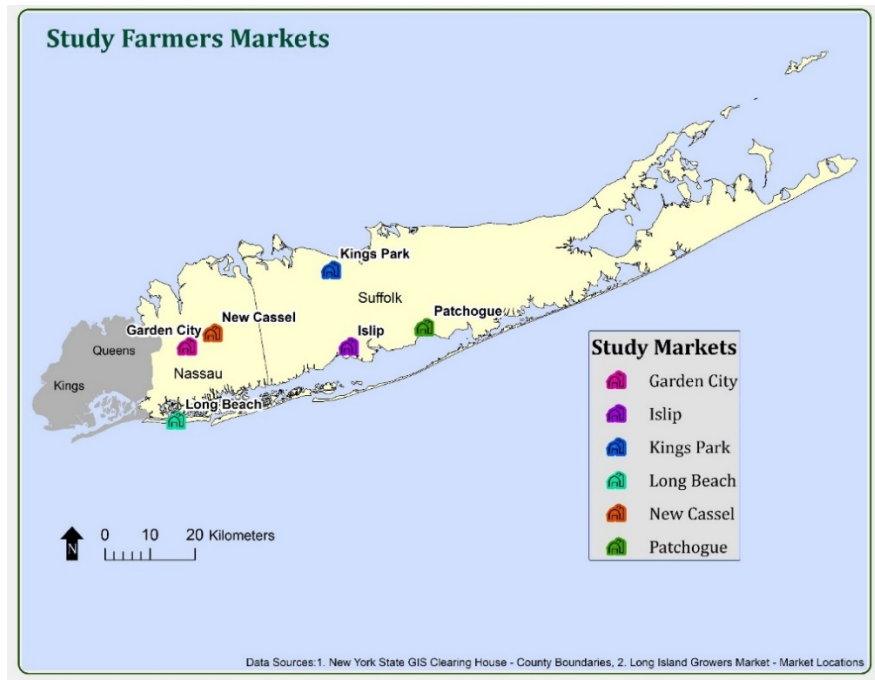 Study Farmers Markets
Kings Park
Suffolk
Patchogue
New Cassel
Garden City
Islip
Queens
Kings
Nassau
Long Beach
Study Markets
Garden City
Islip
Kings Park
Long Beach
New Cassel
Patchogue
N
0 10 20 Kilometers
Data Sources:1. New York State GIS Clearing House - County Boundaries, 2. Long Island Growers Market - Market Locations